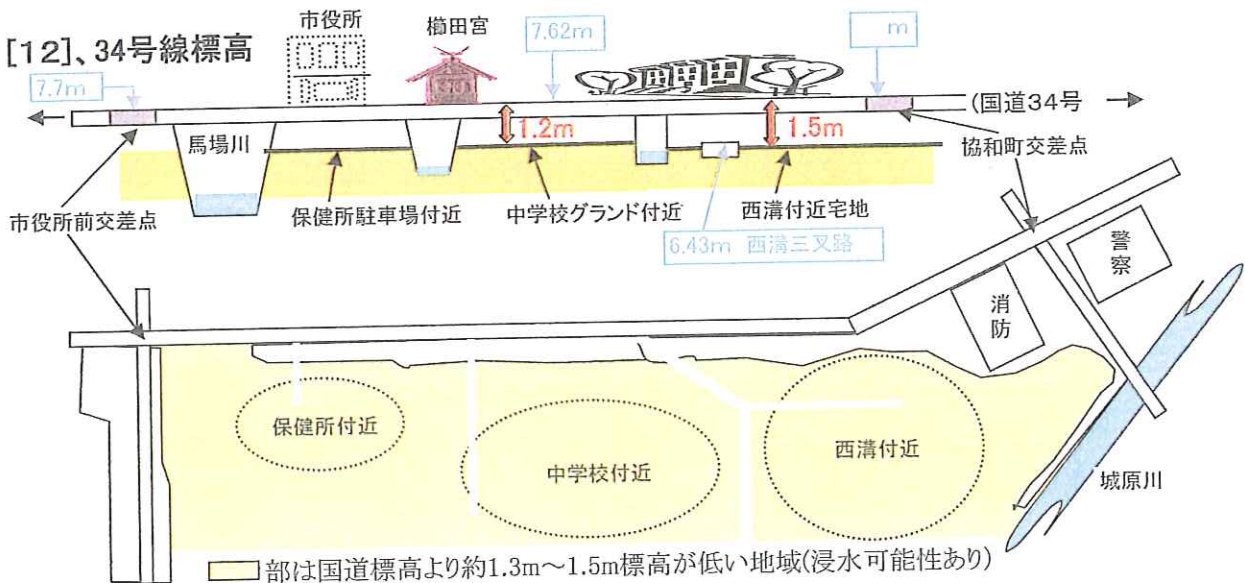 [12]、34号線標高
市役所
櫛田宮
7.62m
m
7.7m
(国道34号
1.2m
1.5m
馬場川
協和町交差点
市役所前交差点
保健所駐車場付近
中学校グランド付近
西溝付近宅地
6.43m 西溝三叉路
警察
消防
保健所付近
中学校付近
西溝付近
城原川
部は国道標高より約1.3m～1.5m標高が低い地域(浸水可能性あり)